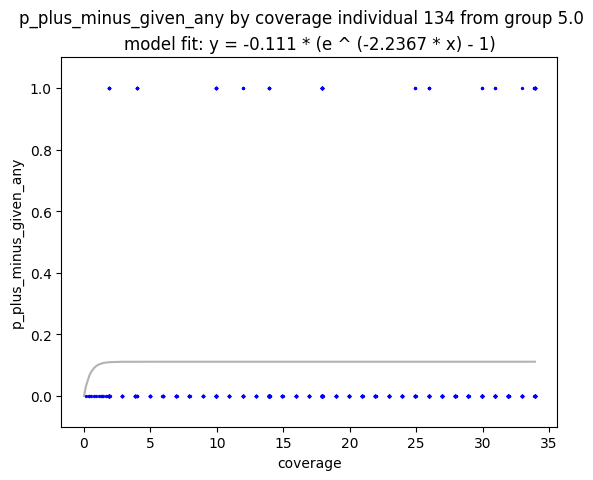 p_plus_minus_given_any by coverage individual 134 from group 5.0
model fit: y = -0.111 * (e ^ (-2.2367 * x) - 1)
1.0
0.8
0.6
0.4
0.2
0.0
p_plus_minus_given_any
0 5 10 15 20 25 30 35
coverage